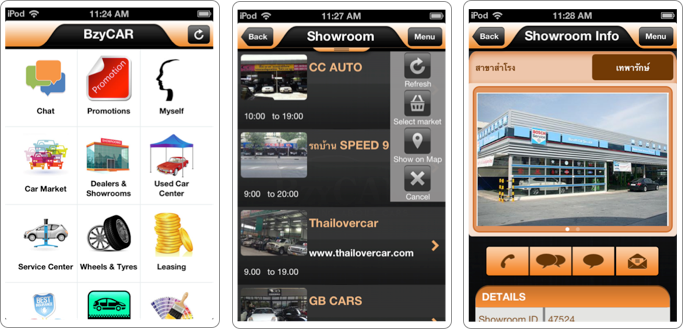 iPod 11:24 AM
BzyCAR
Promotion
Chat Promotions Myself
Car Market Dealers & Showrooms Used Car Center
Service Center Wheels & Tyres Leasing
iPod 11:27 AM
Back Showroom Menu
CC AUTO
10:00 to 19:00
Refresh
Select market
Show on Map
Cancel
รถบ้าน SPEED 9
9:00 to 20:00
Thailovercar
www.thailovercar.com
9.00 to 19.00
GB CARS
iPod 11:28 AM
Back Showroom Info Menu
สาขาสำโรง เทพารักษ์
DETAILS
Showroom ID 47524